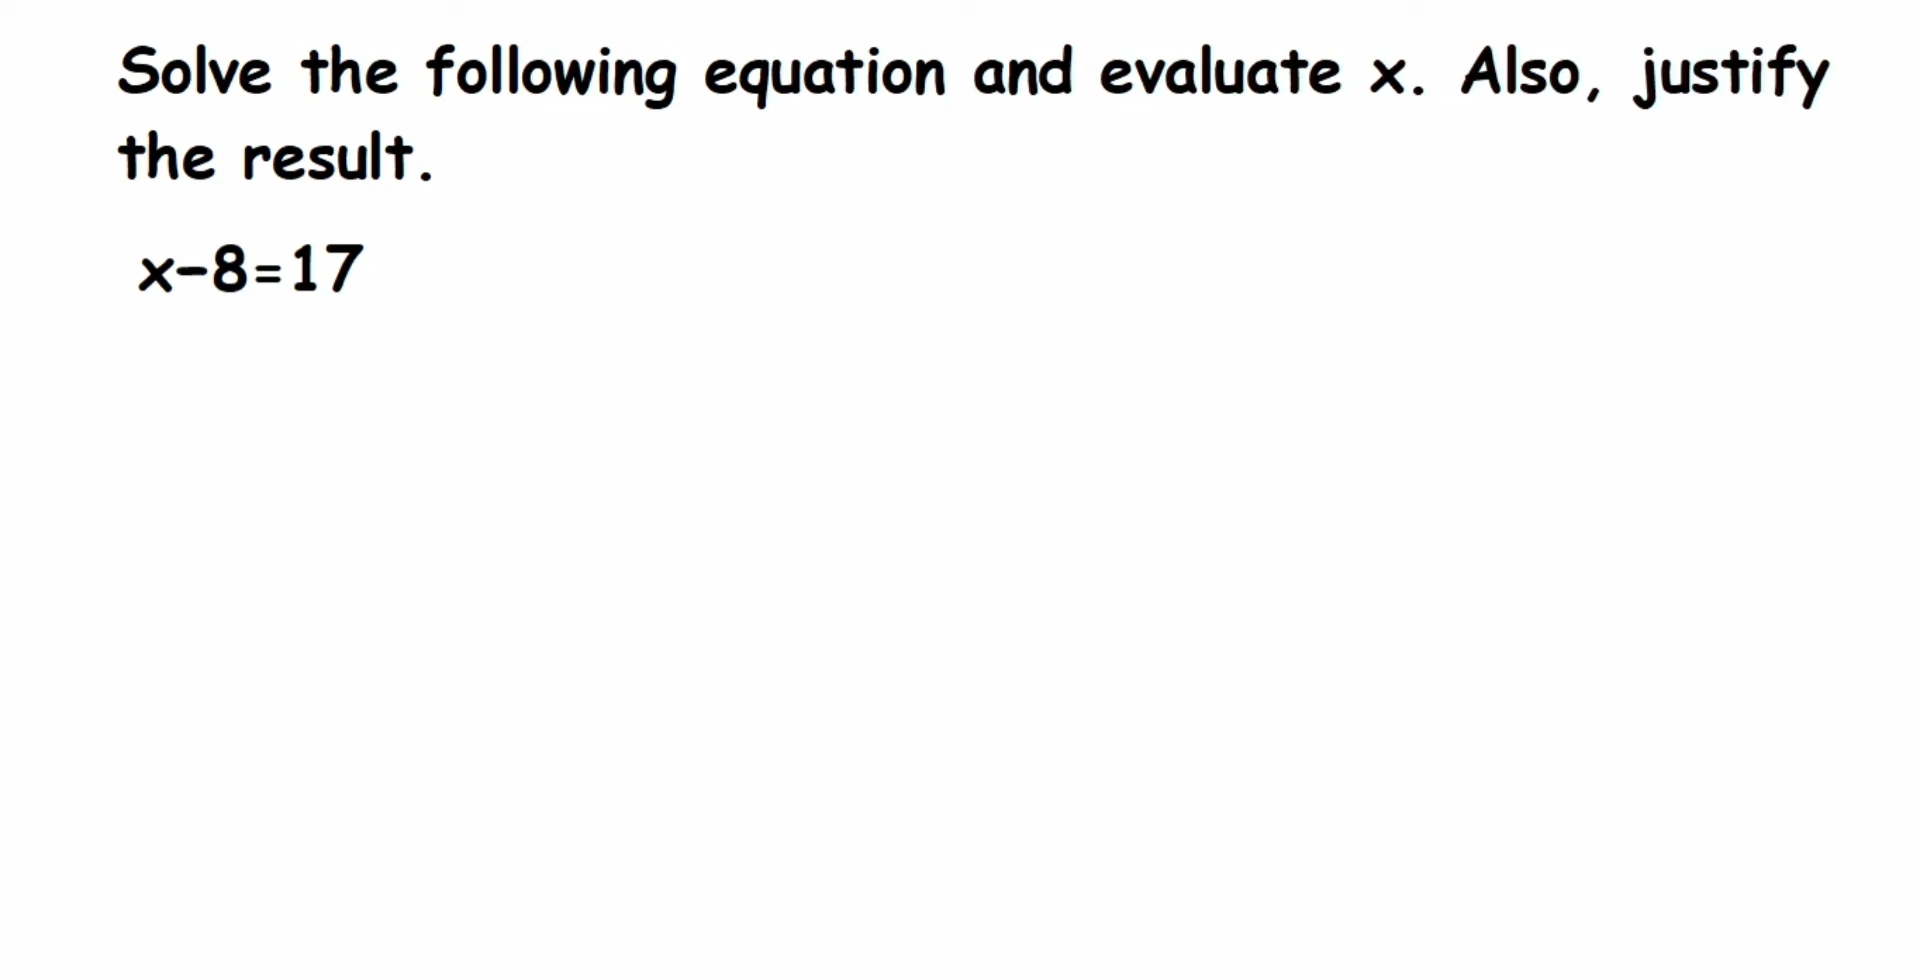 Solve the following equation and evaluate x. Also, justify
the result.
x−8=17